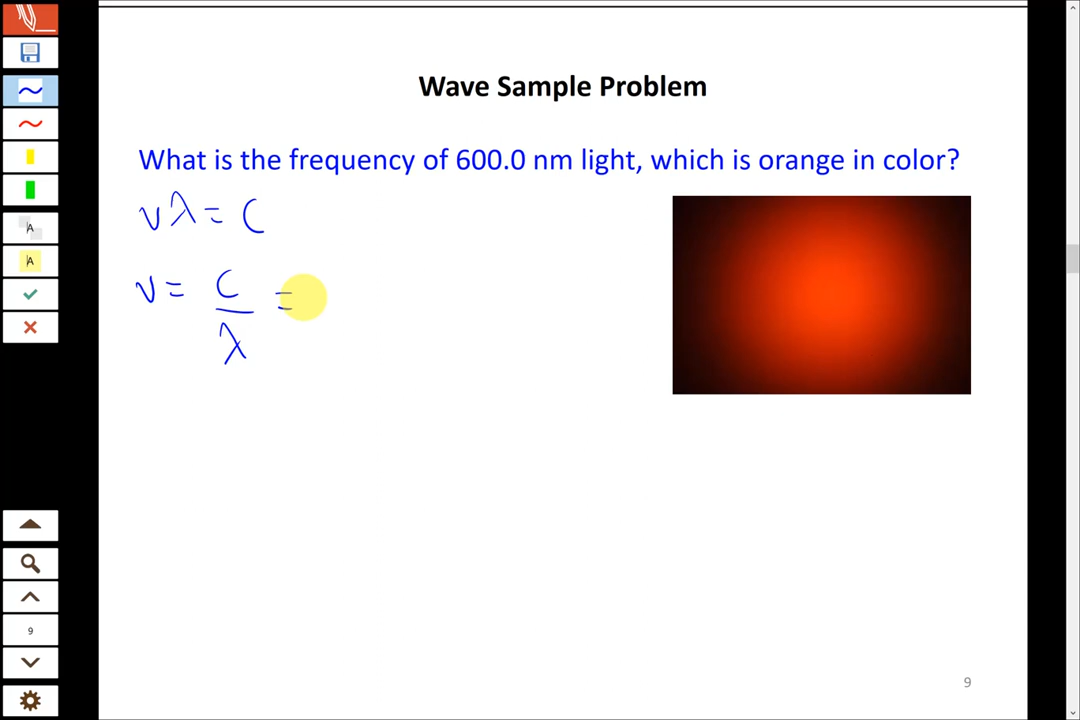 Wave Sample Problem
What is the frequency of 600.0 nm light, which is orange in color?
νλ = C
ν = C/λ =
A
A
9
9